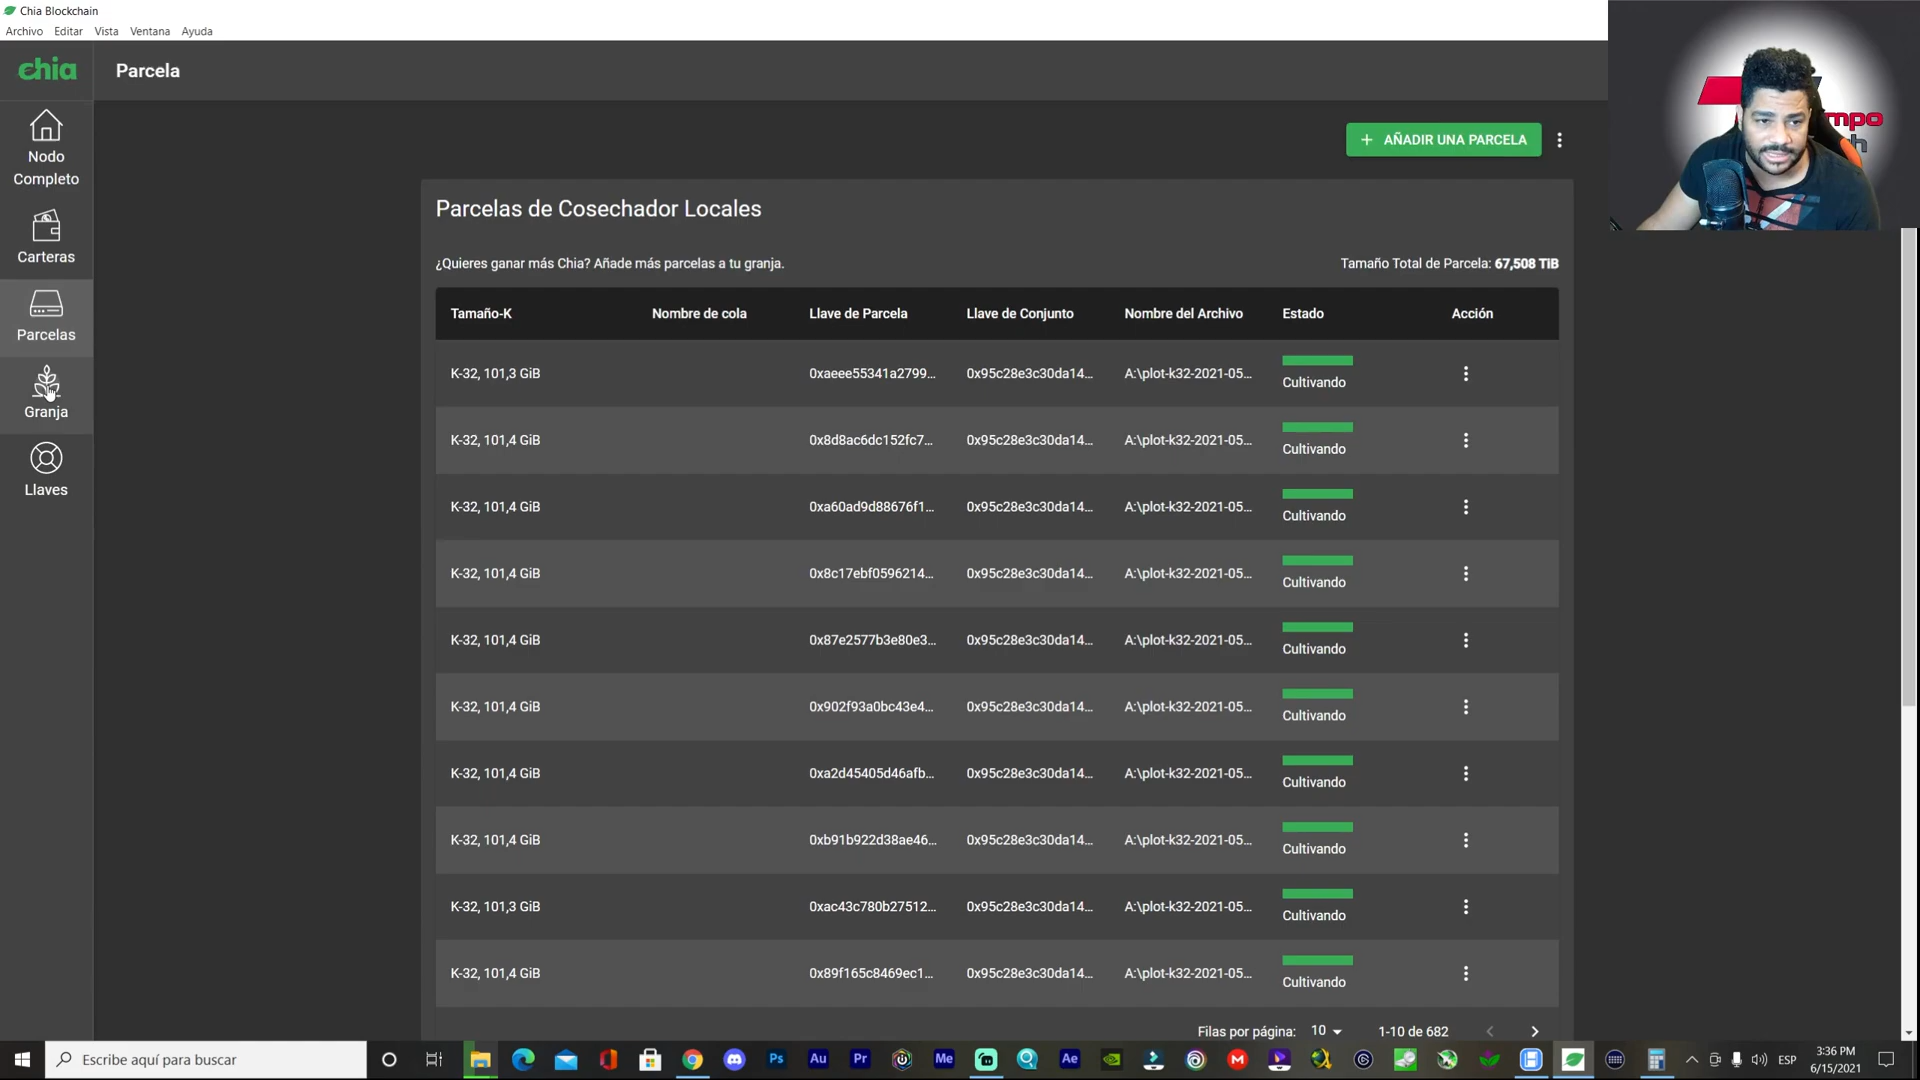 Chia Blockchain
Archivo Editar Vista Ventana Ayuda
chia
Parcela
Nodo
Completo
Carteras
Parcelas
Granja
Llaves
+ AÑADIR UNA PARCELA
Parcelas de Cosechador Locales
¿Quieres ganar más Chia? Añade más parcelas a tu granja.
Tamaño Total de Parcela: 67,508 TiB
Tamaño-K Nombre de cola Llave de Parcela Llave de Conjunto Nombre del Archivo Estado Acción
K-32, 101,3 GiB 0xaeee55341a2799... 0x95c28e3c30da14... A:\plot-k32-2021-05... Cultivando
K-32, 101,4 GiB 0x8d8ac6dc152fc7... 0x95c28e3c30da14... A:\plot-k32-2021-05... Cultivando
K-32, 101,4 GiB 0xa60ad9d88676f1... 0x95c28e3c30da14... A:\plot-k32-2021-05... Cultivando
K-32, 101,4 GiB 0x8c17ebf0596214... 0x95c28e3c30da14... A:\plot-k32-2021-05... Cultivando
K-32, 101,4 GiB 0x87e2577b3e80e3... 0x95c28e3c30da14... A:\plot-k32-2021-05... Cultivando
K-32, 101,4 GiB 0x902f93a0bc43e4... 0x95c28e3c30da14... A:\plot-k32-2021-05... Cultivando
K-32, 101,4 GiB 0xa2d45405d46afb... 0x95c28e3c30da14... A:\plot-k32-2021-05... Cultivando
K-32, 101,4 GiB 0xb91b922d38ae46... 0x95c28e3c30da14... A:\plot-k32-2021-05... Cultivando
K-32, 101,3 GiB 0xac43c780b27512... 0x95c28e3c30da14... A:\plot-k32-2021-05... Cultivando
K-32, 101,4 GiB 0x89f165c8469ec1... 0x95c28e3c30da14... A:\plot-k32-2021-05... Cultivando
Filas por página: 10 1-10 de 682
Escribe aquí para buscar
Ps Au Pr Me Ae
ESP
3:36 PM
6/15/2021